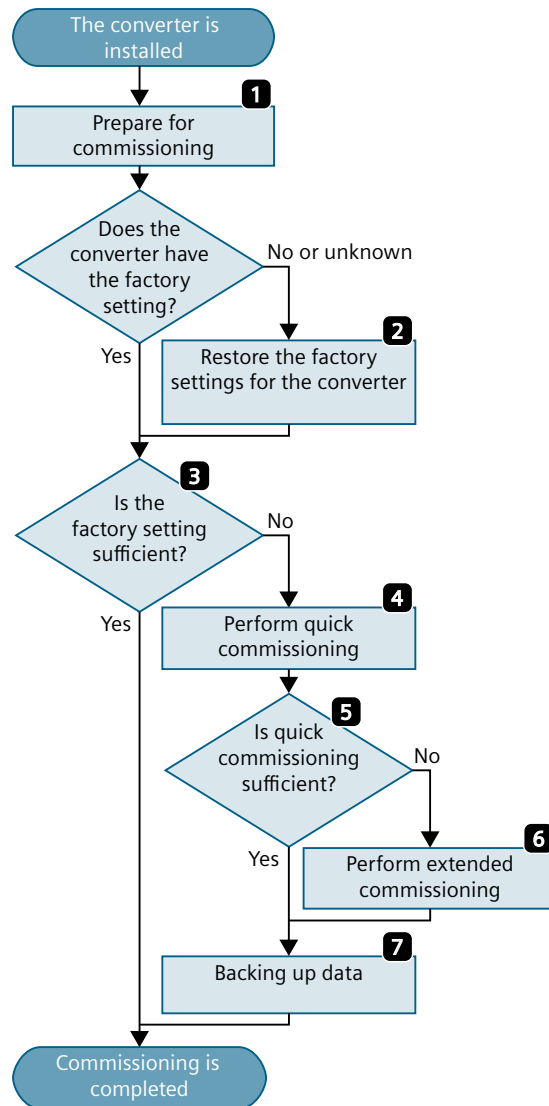 The converter is
installed
1
Prepare for
commissioning
Does the
converter have
the factory
setting?
No or unknown
Yes
2
Restore the factory
settings for the converter
3
Is the
factory setting
sufficient?
No
Yes
4
Perform quick
commissioning
5
Is quick
commissioning
sufficient?
No
Yes
6
Perform extended
commissioning
7
Backing up data
Commissioning is
completed